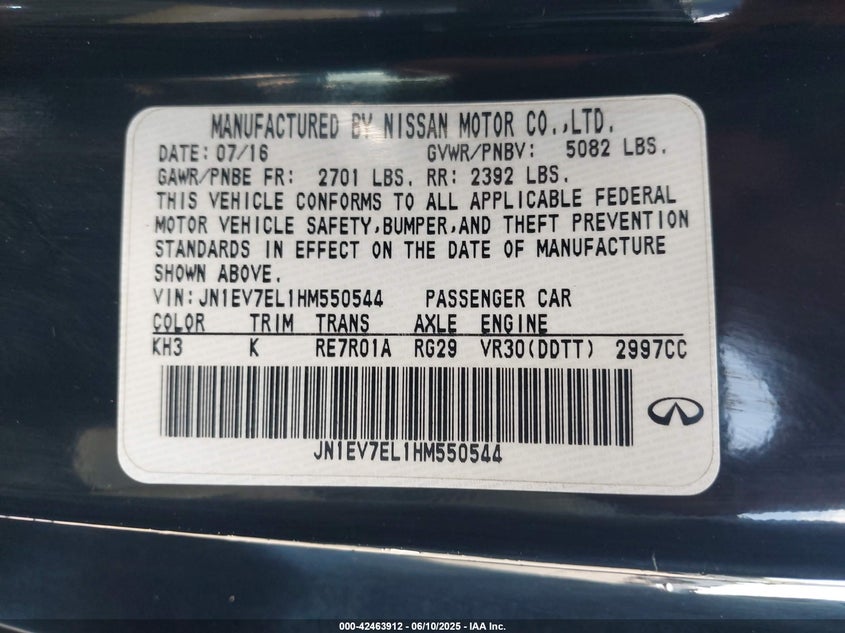 MANUFACTURED BY NISSAN MOTOR CO.,LTD.
DATE: 07/16 GVWR/PNBV: 5082 LBS.
GAWR/PNBE FR: 2701 LBS. RR: 2392 LBS.
THIS VEHICLE CONFORMS TO ALL APPLICABLE FEDERAL
MOTOR VEHICLE SAFETY,BUMPER,AND THEFT PREVENTION
STANDARDS IN EFFECT ON THE DATE OF MANUFACTURE
SHOWN ABOVE.
VIN:JN1EV7EL1HM550544 PASSENGER CAR
COLOR TRIM TRANS AXLE ENGINE
KH3 K RE7R01A RG29 VR30(DDTT) 2997CC
JN1EV7EL1HM550544
000-42463912 - 06/10/2025 - IAA Inc.